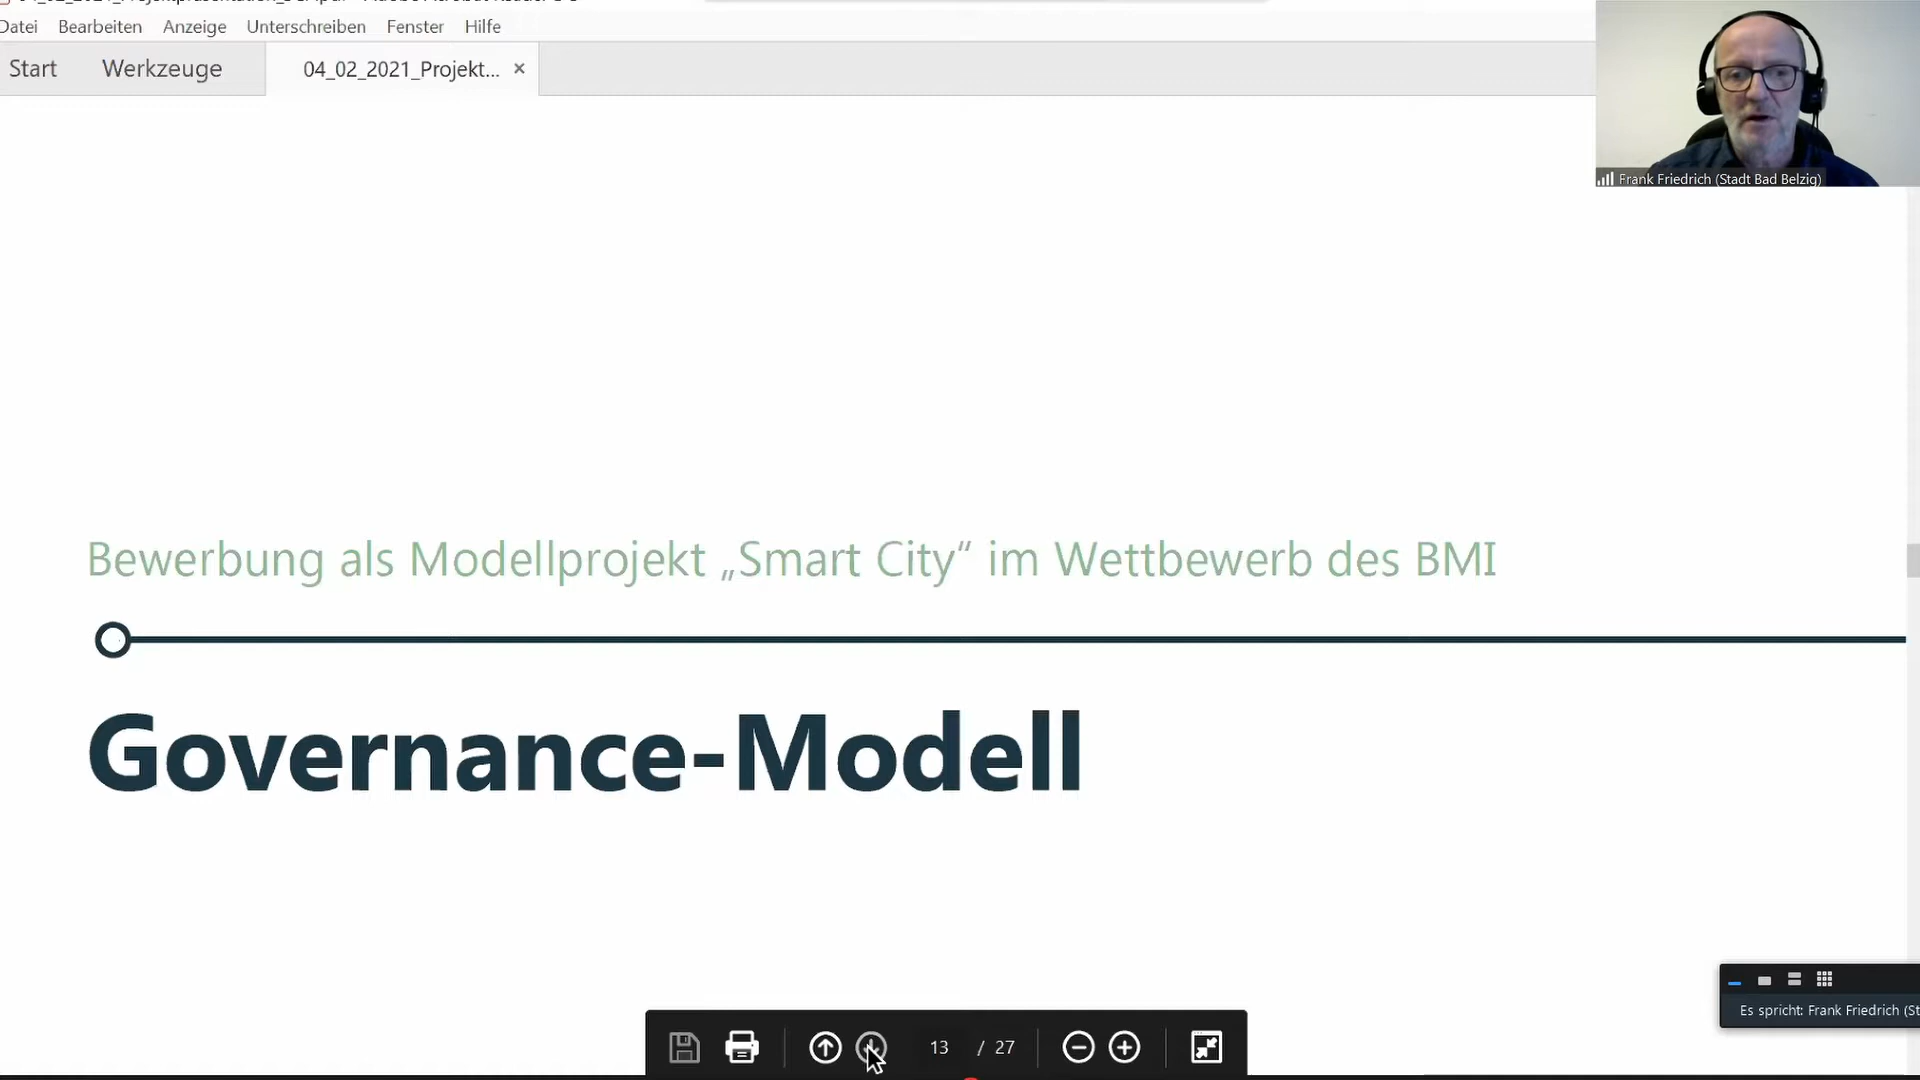 Datei Bearbeiten Anzeige Unterschreiben Fenster Hilfe
Start Werkzeuge 04_02_2021_Projekt... ×
Frank Friedrich (Stadt Bad Belzig)
Bewerbung als Modellprojekt „Smart City“ im Wettbewerb des BMI
Governance-Modell
Es spricht: Frank Friedrich (St
13 / 27